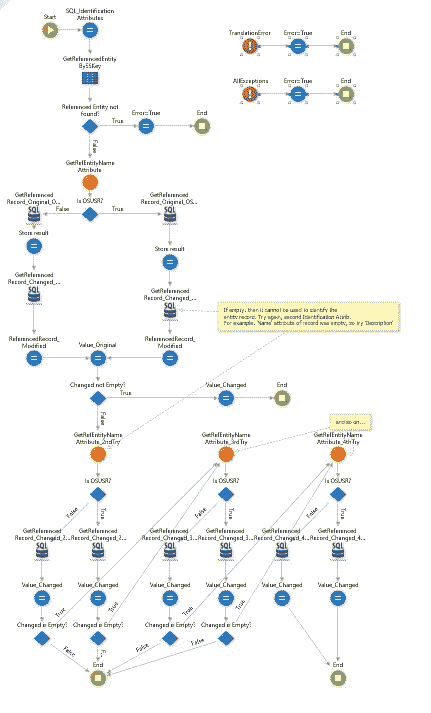 Start
SQL_Identification
Attributes
GetReferencedEntity
BySSKey
Referenced Entity not
found?
True
Error=True
End
False
GetRefEntityName
Attribute
Is OSUSR?
False
True
GetReferenced
Record_Original_O...
SQL
GetReferenced
Record_Original_OS...
SQL
Store result
Store result
GetReferenced
Record_Changed_...
SQL
GetReferenced
Record_Changed_...
SQL
ReferencedRecord_
Modified
Value_Original
ReferencedRecord_
Modified
Changed not Empty?
True
Value_Changed
End
False
TranslationError
Error=True
End
AllExceptions
Error=True
End
If empty, then it cannot be used to identify the
entity record. Try again, second Identification Attrib.
For example, 'Name' attribute of record was empty, so try 'Description'
and so on...
GetRefEntityName
Attribute_2ndTry
GetRefEntityName
Attribute_3rdTry
GetRefEntityName
Attribute_4thTry
Is OSUSR?
Is OSUSR?
Is OSUSR?
False
True
False
True
False
True
GetReferenced
Record_Changed_2...
SQL
GetReferenced
Record_Changed_2...
SQL
GetReferenced
Record_Changed_3...
SQL
GetReferenced
Record_Changed_3...
SQL
GetReferenced
Record_Changed_4...
SQL
GetReferenced
Record_Changed_4...
SQL
Value_Changed
Value_Changed
Value_Changed
Value_Changed
Value_Changed
Value_Changed
True
True
True
True
Changed is Empty?
Changed is Empty?
Changed is Empty?
Changed is Empty?
False
F...
False
False
End
End